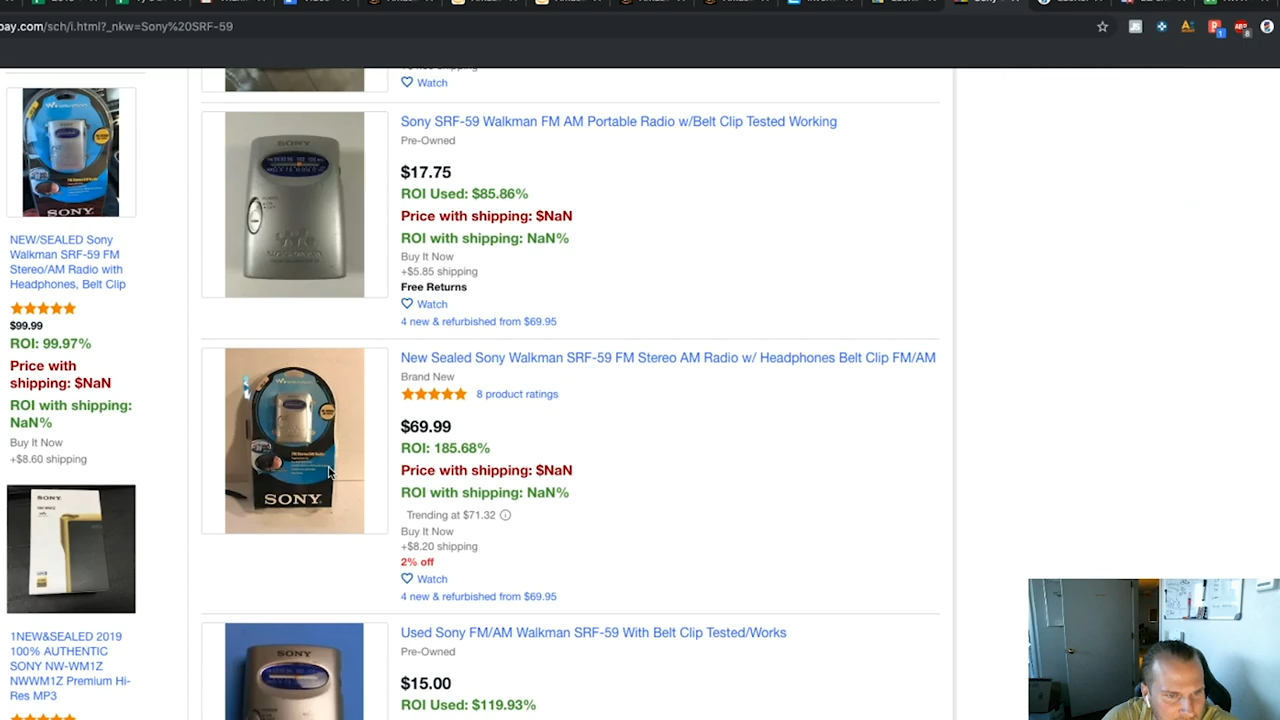 pay.com/sch/i.html?_nkw=Sony%20SRF-59
Watch
Sony SRF-59 Walkman FM AM Portable Radio w/Belt Clip Tested Working
Pre-Owned
$17.75
ROI Used: $85.86%
Price with shipping: $NaN
ROI with shipping: NaN%
Buy It Now
+$5.85 shipping
Free Returns
Watch
4 new & refurbished from $69.95
SONY
New Sealed Sony Walkman SRF-59 FM Stereo AM Radio w/ Headphones Belt Clip FM/AM
Brand New
8 product ratings
$69.99
ROI: 185.68%
Price with shipping: $NaN
ROI with shipping: NaN%
Trending at $71.32
Buy It Now
+$8.20 shipping
2% off
Watch
4 new & refurbished from $69.95
SONY
Used Sony FM/AM Walkman SRF-59 With Belt Clip Tested/Works
Pre-Owned
$15.00
ROI Used: $119.93%
SONY
SONY
NEW/SEALED Sony
Walkman SRF-59 FM
Stereo/AM Radio with
Headphones, Belt Clip
$99.99
ROI: 99.97%
Price with
shipping: $NaN
ROI with shipping:
NaN%
Buy It Now
+$8.60 shipping
SONY
1NEW&SEALED 2019
100% AUTHENTIC
SONY NW-WM1Z
NWWM1Z Premium Hi-
Res MP3